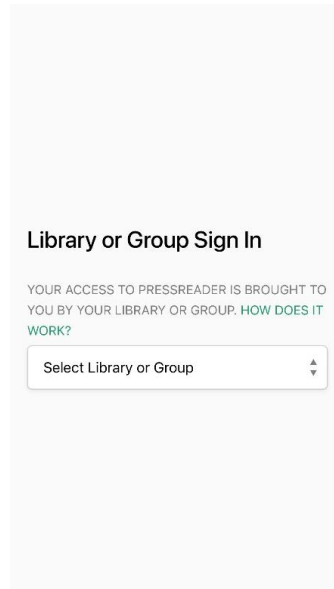 Library or Group Sign In
YOUR ACCESS TO PRESSREADER IS BROUGHT TO
YOU BY YOUR LIBRARY OR GROUP. HOW DOES IT
WORK?
Select Library or Group